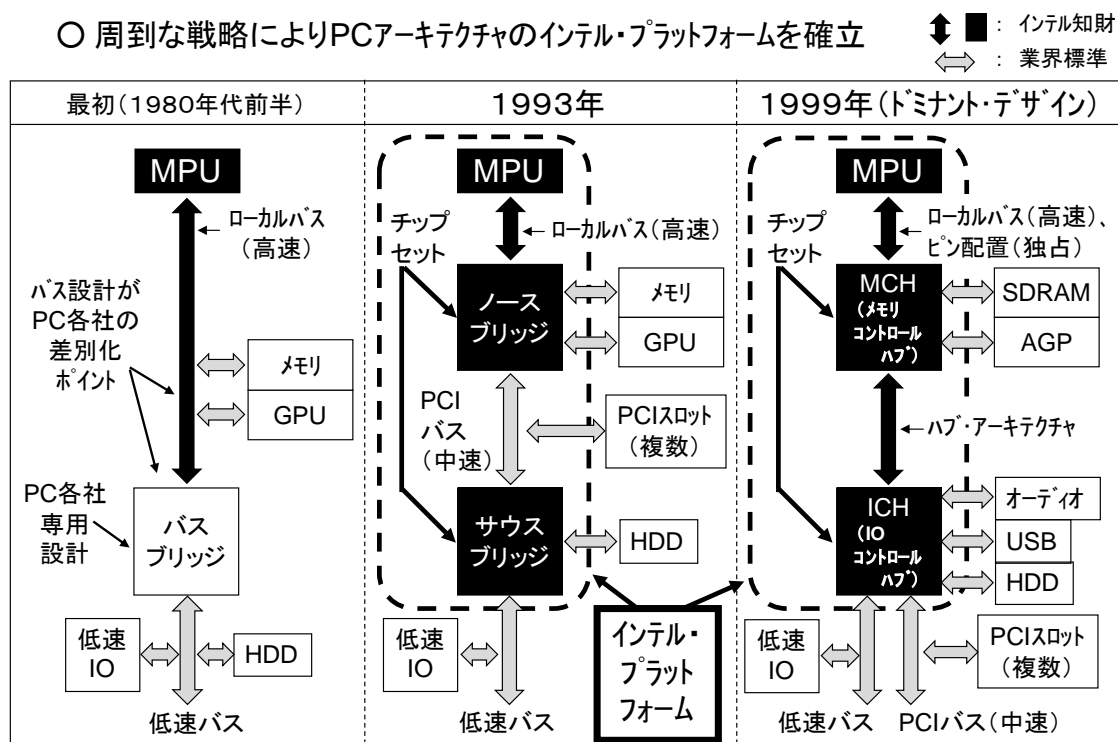 ○ 周到な戦略によりPCアーキテクチャのインテル・プラットフォームを確立
: インテル知財
: 業界標準
最初(1980年代前半)
MPU
ローカルバス
(高速)
バス設計が
PC各社の
差別化
ポイント
メモリ
GPU
PC各社
専用
設計
バス
ブリッジ
低速
IO
HDD
低速バス
1993年
MPU
チップ
セット
ローカルバス(高速)
ノース
ブリッジ
メモリ
GPU
PCI
バス
(中速)
PCIスロット
(複数)
サウス
ブリッジ
HDD
低速
IO
低速バス
インテル・
プラット
フォーム
1999年(ドミナント・デザイン)
MPU
チップ
セット
ローカルバス(高速)、
ピン配置(独占)
MCH
(メモリ
コントロール
ハブ)
SDRAM
AGP
ハブ・アーキテクチャ
ICH
(IO
コントロール
ハブ)
オーディオ
USB
HDD
低速
IO
PCIスロット
(複数)
低速バス
PCIバス(中速)